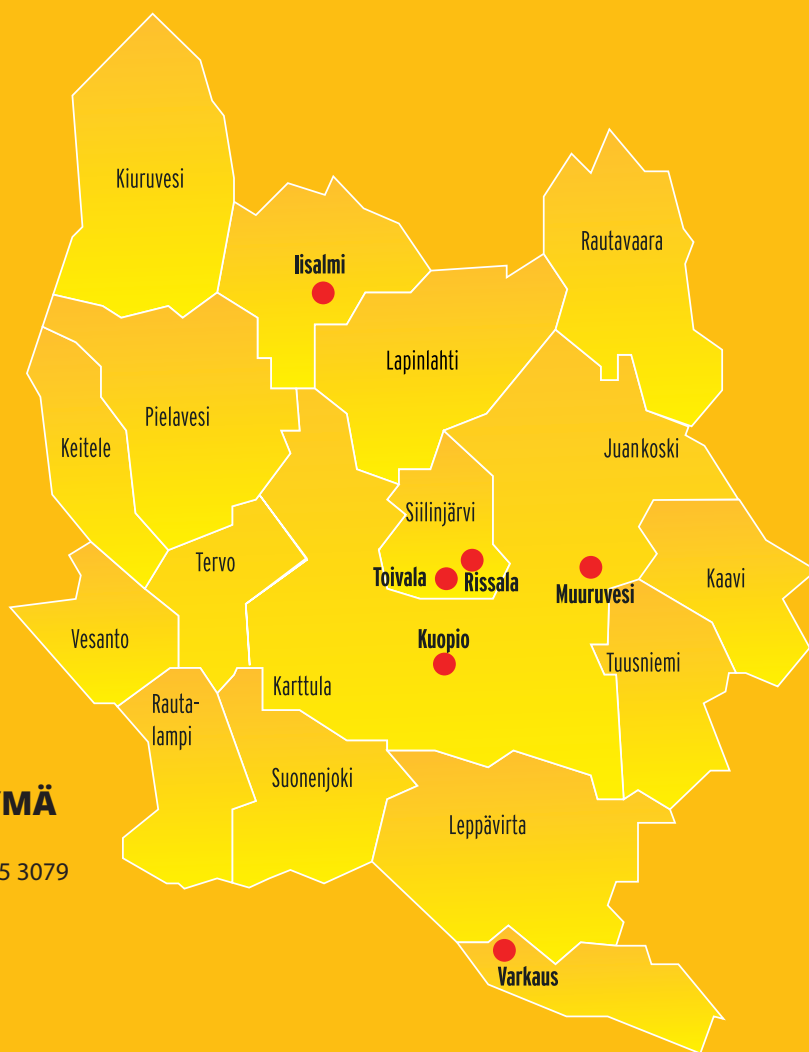 Kiuruvesi
Rautavaara
Iisalmi
Lapinlahti
Pielavesi
Keitele
Juankoski
Siilinjärvi
Tervo
Toivala
Rissala
Muuruvesi
Kaavi
Vesanto
Kuopio
Tuusniemi
Karttula
Rauta-
lampi
Suonenjoki
YMÄ
Leppävirta
5 3079
Varkaus